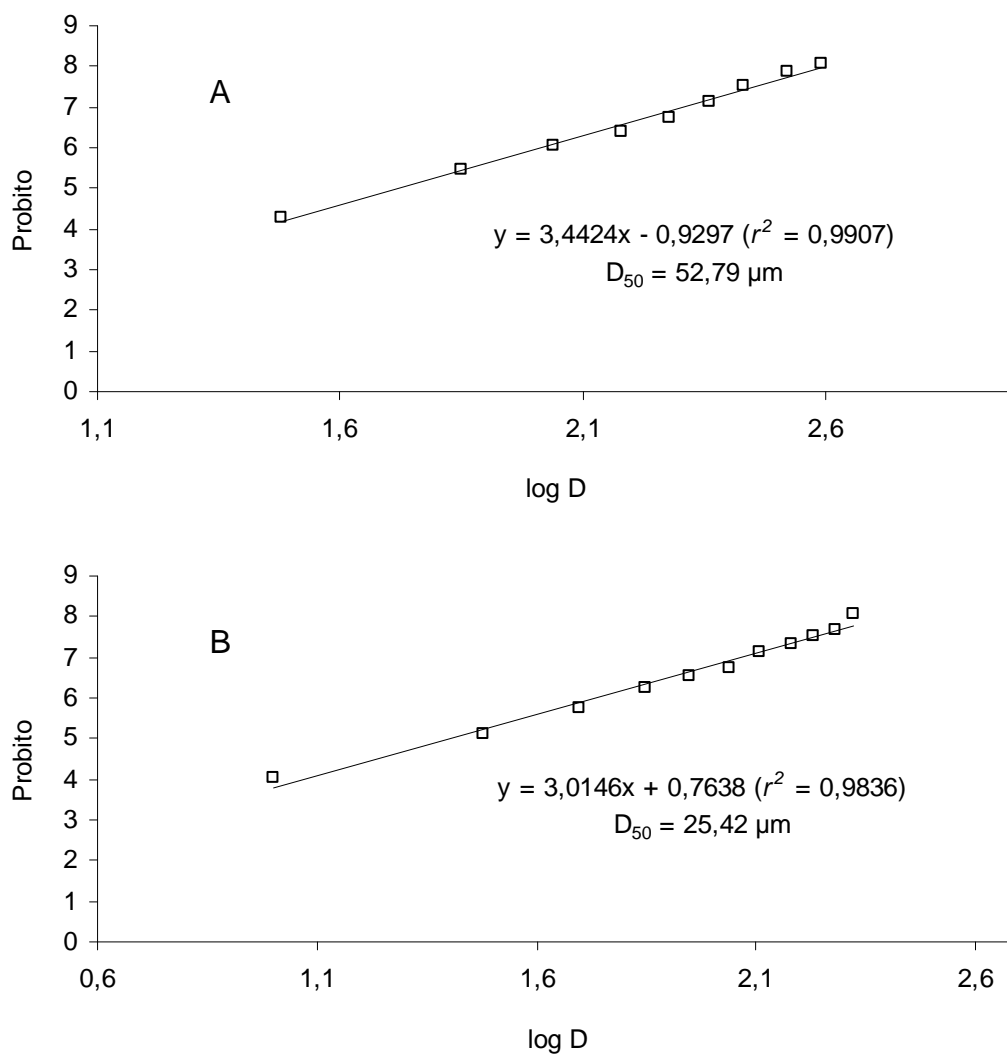 9
8
7
6
5
4
3
2
1
0
Probito
A
y = 3,4424x - 0,9297 (r² = 0,9907)
D₅₀ = 52,79 µm
1,1 1,6 2,1 2,6
log D
9
8
7
6
5
4
3
2
1
0
Probito
B
y = 3,0146x + 0,7638 (r² = 0,9836)
D₅₀ = 25,42 µm
0,6 1,1 1,6 2,1 2,6
log D